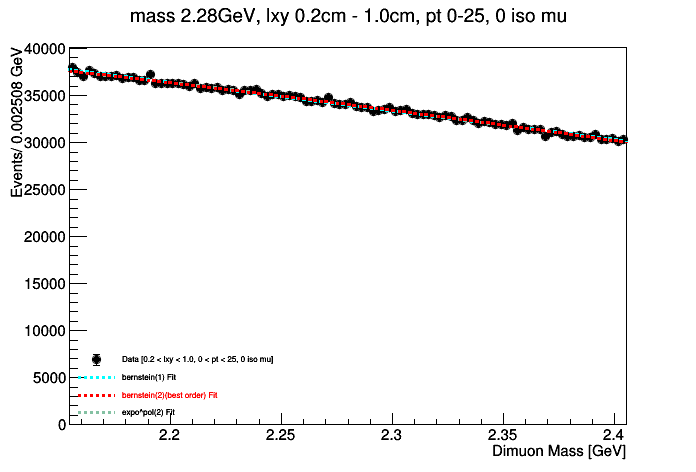 mass 2.28GeV, lxy 0.2cm - 1.0cm, pt 0-25, 0 iso mu
Events/ 0.002508 GeV
40000
35000
30000
25000
20000
15000
10000
5000
0
Data [0.2 < lxy < 1.0, 0 < pt < 25, 0 iso mu]
bernstein(1) Fit
bernstein(2)(best order) Fit
expo^pol(2) Fit
2.2
2.25
2.3
2.35
2.4
Dimuon Mass [GeV]